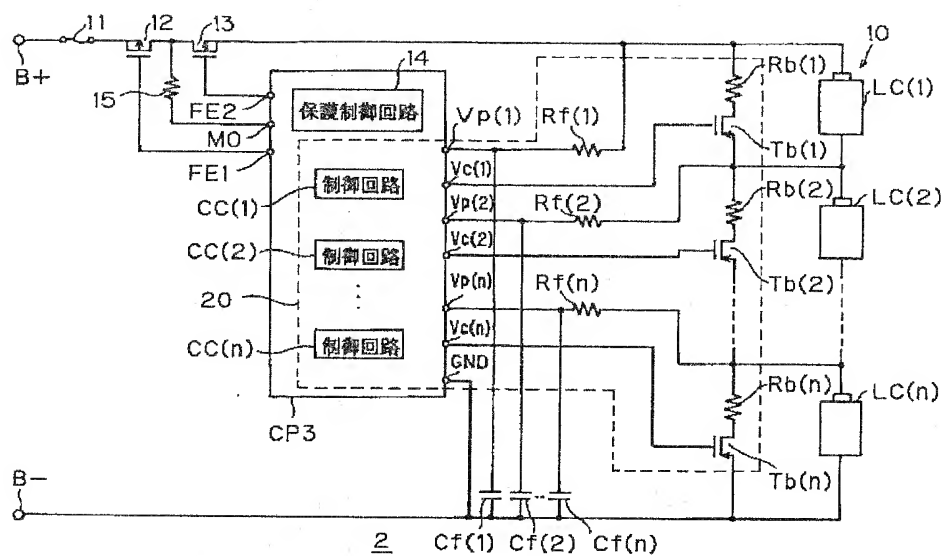 11
12
13
B+
15
14
保護制御回路
FE2
MO
FE1
Vp(1)
Rf(1)
Vc(1)
Vp(2)
Rf(2)
Vc(2)
Vp(n)
Rf(n)
Vc(n)
GND
CC(1)
制御回路
CC(2)
制御回路
⋮
20
CC(n)
制御回路
CP3
10
Rb(1)
LC(1)
Tb(1)
Rb(2)
LC(2)
Tb(2)
Rb(n)
LC(n)
Tb(n)
B-
2
Cf(1)
Cf(2)
Cf(n)